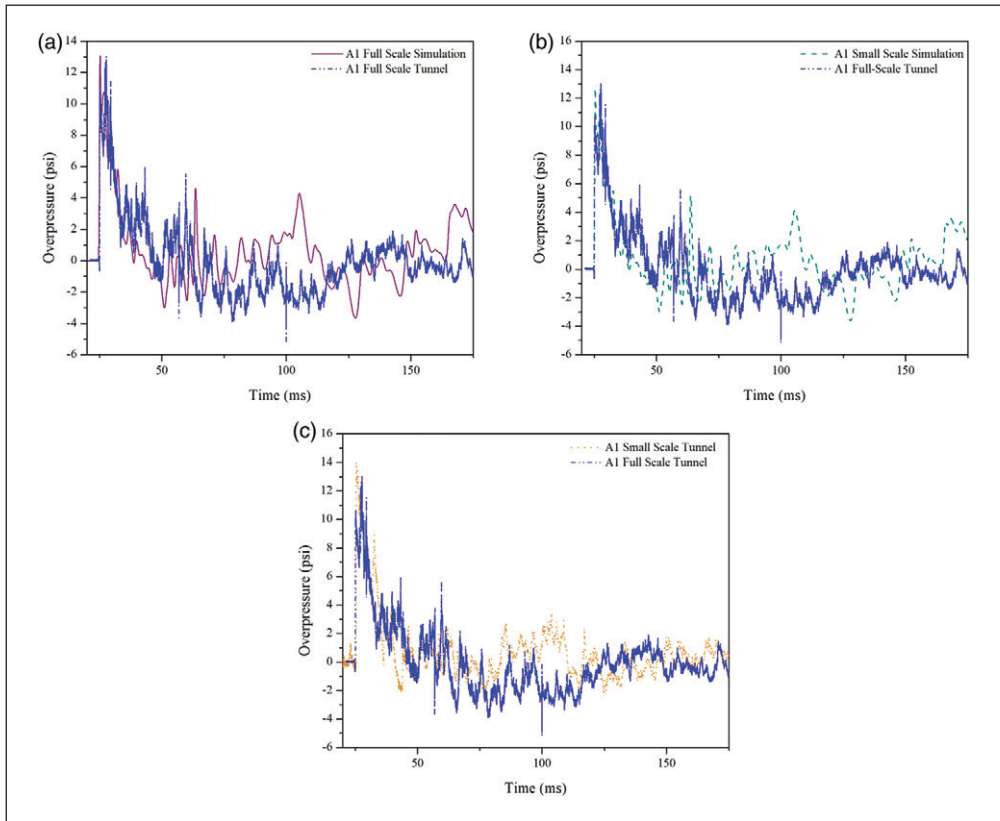 (a)
A1 Full Scale Simulation
A1 Full Scale Tunnel
14
12
10
8
6
4
2
0
-2
-4
-6
Overpressure (psi)
50
100
150
Time (ms)
(b)
A1 Small Scale Simulation
A1 Full-Scale Tunnel
16
14
12
10
8
6
4
2
0
-2
-4
-6
Overpressure (psi)
50
100
150
Time (ms)
(c)
A1 Small Scale Tunnel
A1 Full Scale Tunnel
16
14
12
10
8
6
4
2
0
-2
-4
-6
Overpressure (psi)
50
100
150
Time (ms)